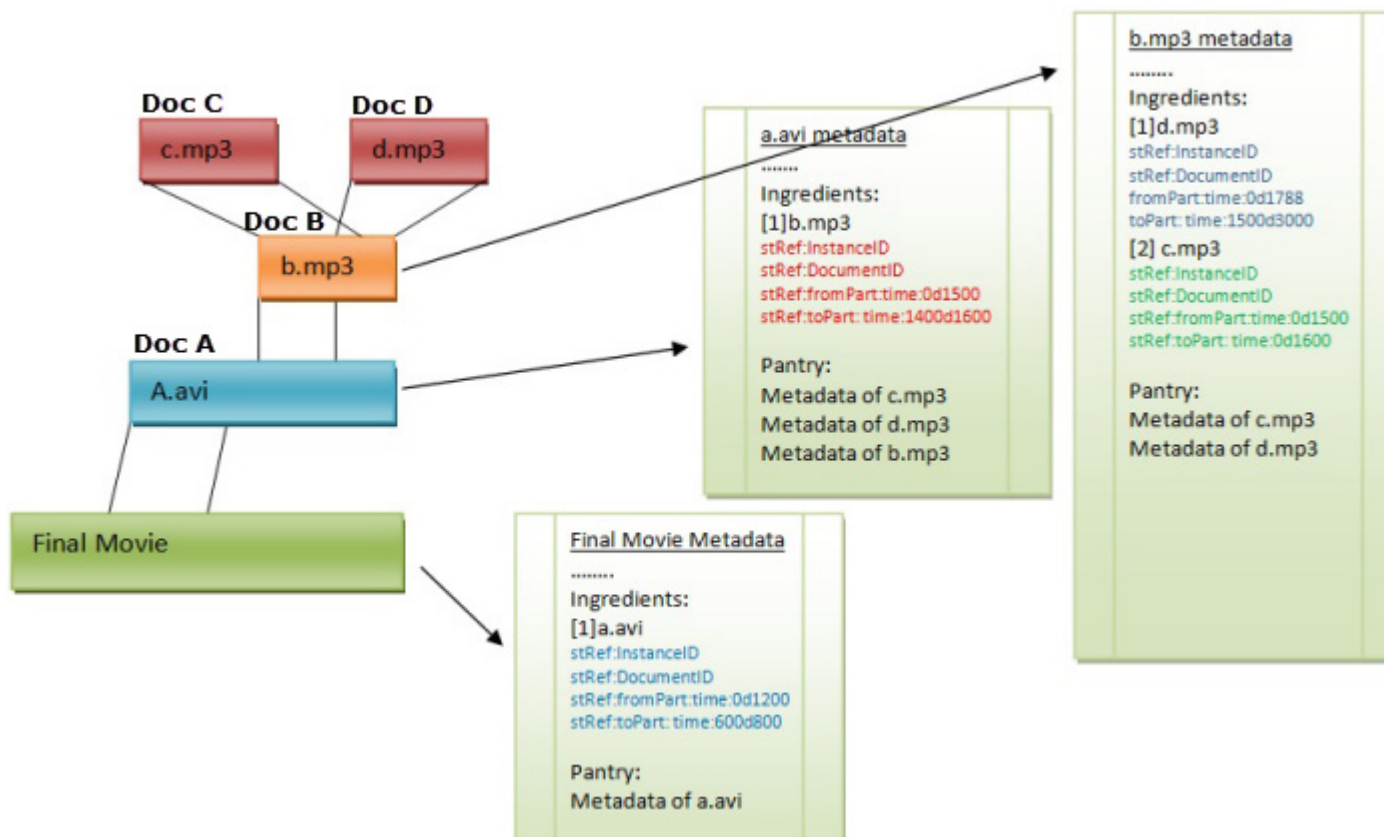 Doc C
c.mp3
Doc D
d.mp3
Doc B
b.mp3
Doc A
A.avi
Final Movie
a.avi metadata
.......
Ingredients:
[1]b.mp3
stRef:InstanceID
stRef:DocumentID
stRef:fromPart:time:0d1500
stRef:toPart: time:1400d1600
Pantry:
Metadata of c.mp3
Metadata of d.mp3
Metadata of b.mp3
b.mp3 metadata
.........
Ingredients:
[1]d.mp3
stRef:InstanceID
stRef:DocumentID
fromPart:time:0d1788
toPart: time:1500d3000
[2] c.mp3
stRef:InstanceID
stRef:DocumentID
stRef:fromPart:time:0d1500
stRef:toPart: time:0d1600
Pantry:
Metadata of c.mp3
Metadata of d.mp3
Final Movie Metadata
.........
Ingredients:
[1]a.avi
stRef:InstanceID
stRef:DocumentID
stRef:fromPart:time:0d1200
stRef:toPart: time:600d800
Pantry:
Metadata of a.avi